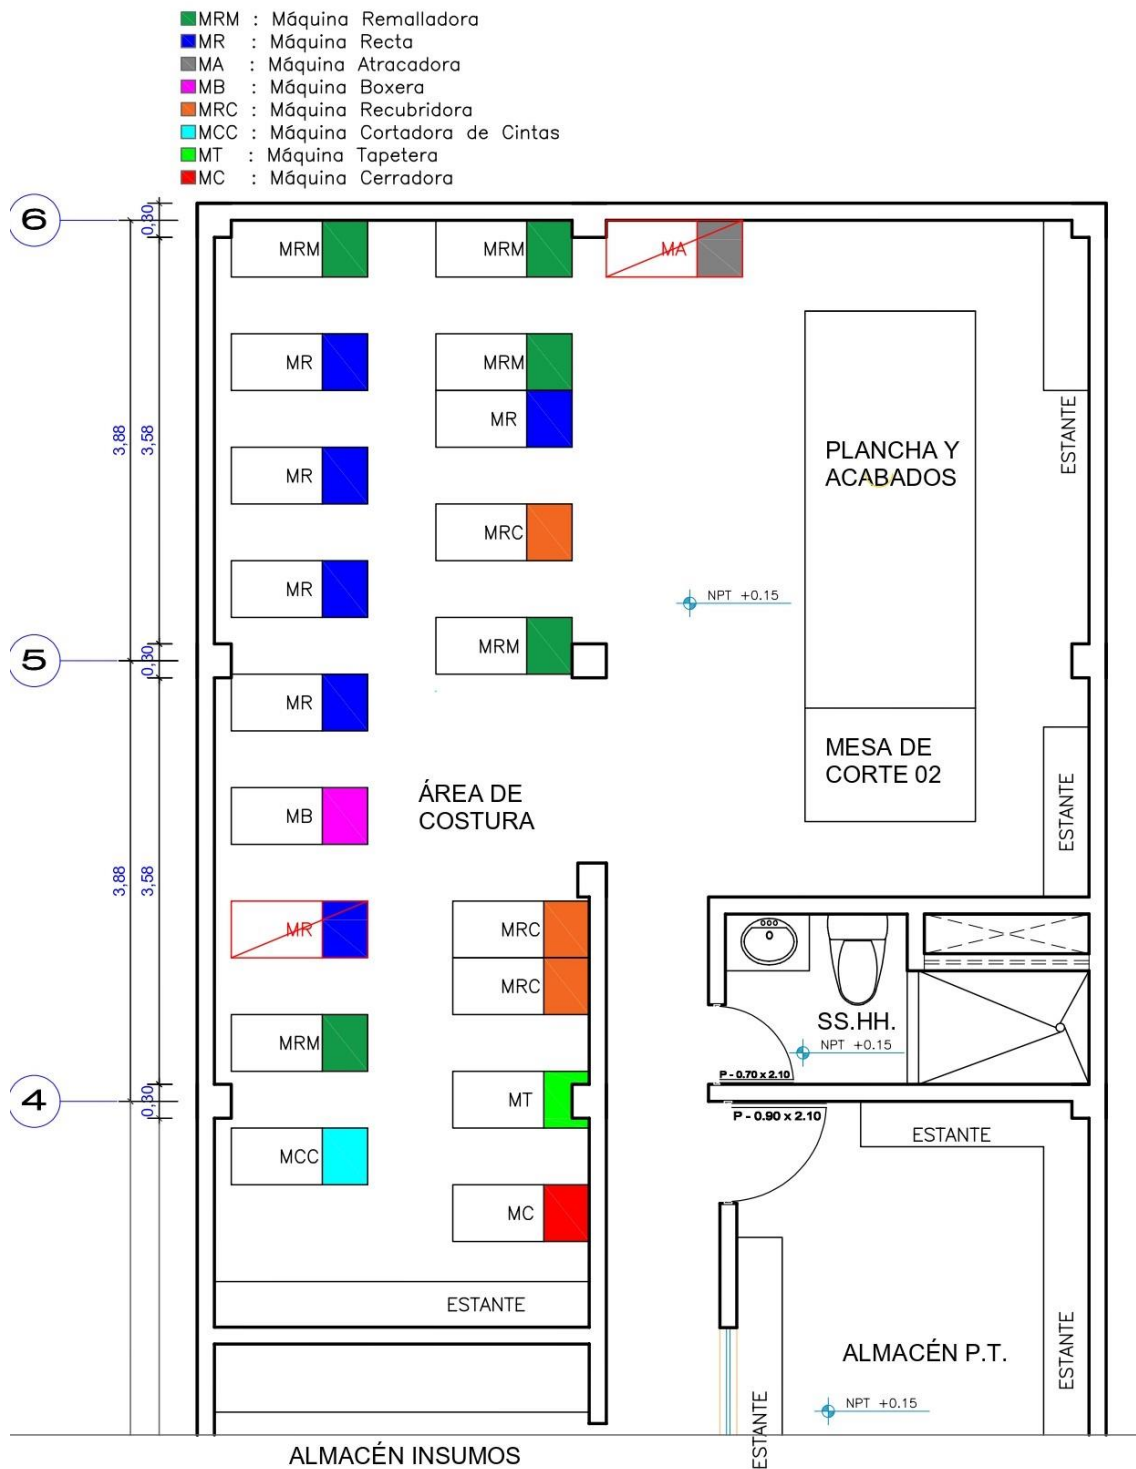 MRM : Máquina Remalladora
MR : Máquina Recta
MA : Máquina Atracadora
MB : Máquina Boxera
MRC : Máquina Recubridora
MCC : Máquina Cortadora de Cintas
MT : Máquina Tapetera
MC : Máquina Cerradora
6
0,30
MRM
MRM
MA
MR
MRM
MR
3,88
3,58
PLANCHA Y
ACABADOS
ESTANTE
MR
MRC
MR
NPT +0.15
5
0,30
MRM
MR
MESA DE
CORTE 02
ÁREA DE
COSTURA
MB
ESTANTE
3,88
3,58
MR
MRC
MRC
SS.HH.
NPT +0.15
MRM
P - 0.70 x 2.10
4
0,30
MT
P - 0.90 x 2.10
ESTANTE
MCC
MC
ESTANTE
ALMACÉN P.T.
ESTANTE
NPT +0.15
ESTANTE
ALMACÉN INSUMOS